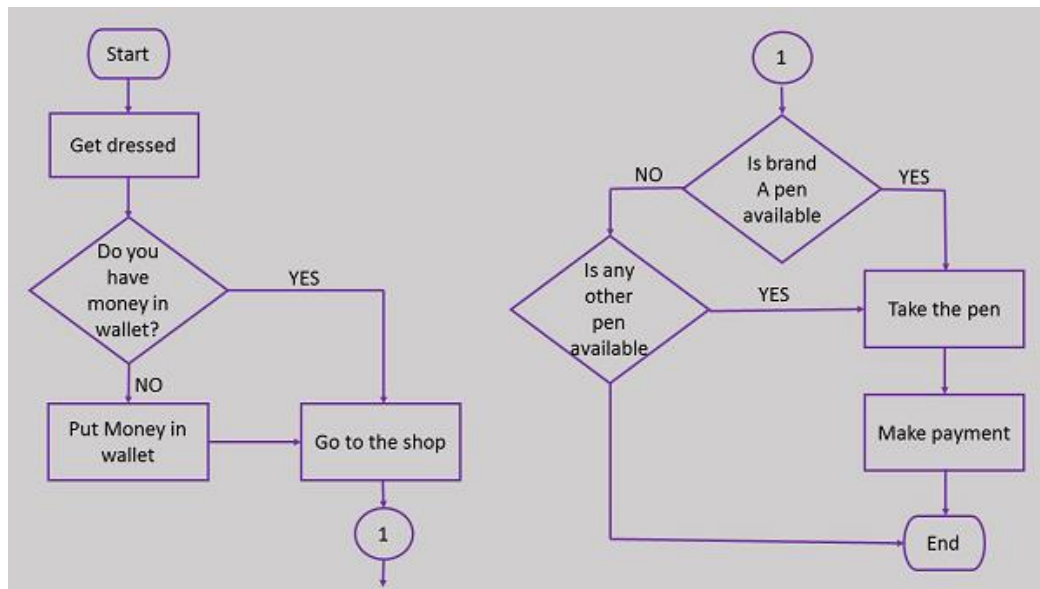 Start
Get dressed
Do you
have
money in
wallet?
YES
NO
Put Money in
wallet
Go to the shop
1
1
Is brand
A pen
available
NO
YES
Is any
other
pen
available
YES
Take the pen
Make payment
End